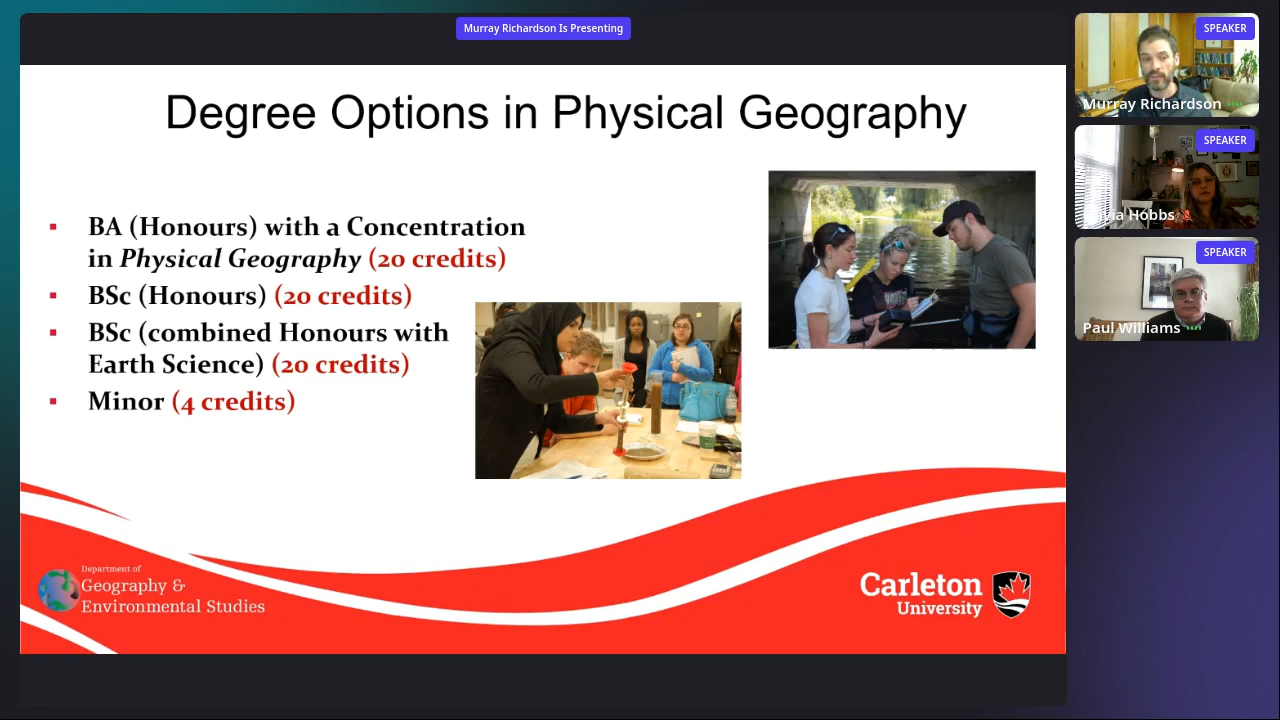 Murray Richardson Is Presenting
Degree Options in Physical Geography
▪ BA (Honours) with a Concentration
in Physical Geography (20 credits)
▪ BSc (Honours) (20 credits)
▪ BSc (combined Honours with
Earth Science) (20 credits)
▪ Minor (4 credits)
Department of
Geography &
Environmental Studies
Carleton
University
SPEAKER
Murray Richardson
SPEAKER
Hobbs
SPEAKER
Paul Williams